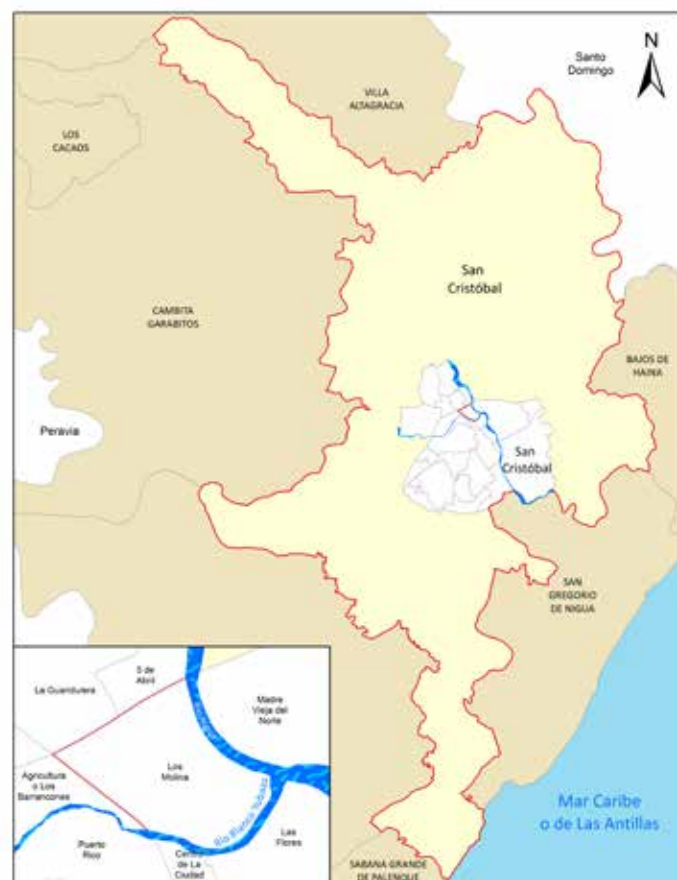 N
Santo
Domingo
VILLA
ALTAGRACIA
LOS
CACAOS
San
Cristóbal
CAMBITA
GARABITOS
BAJOS DE
HAINA
Peravia
San
Cristóbal
SAN
GREGORIO
DE NIGUA
5 de
Abril
La Guandulera
Madre
Vieja del
Norte
Los
Molina
Agricultura
o Los
Barrancones
Puerto
Rico
Centro
de La
Ciudad
Las
Flores
Mar Caribe
o de Las Antillas
SABANA GRANDE
DE PALENQUE